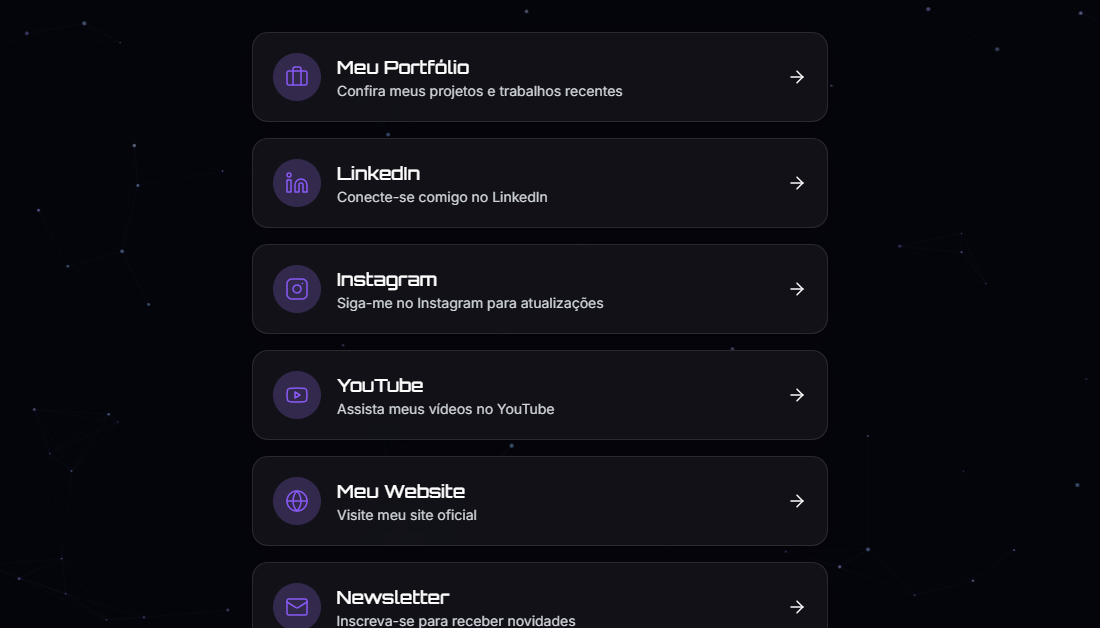 Meu Portfólio
Confira meus projetos e trabalhos recentes
LinkedIn
Conecte-se comigo no LinkedIn
Instagram
Siga-me no Instagram para atualizações
YouTube
Assista meus vídeos no YouTube
Meu Website
Visite meu site oficial
Newsletter
Inscreva-se para receber novidades